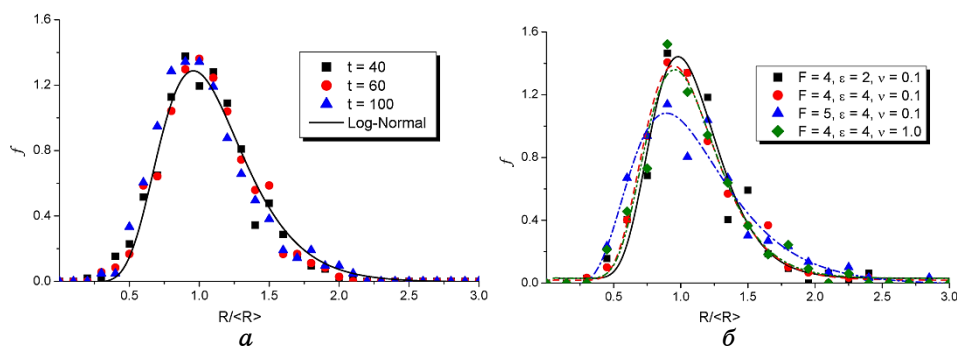 1.6
1.2
0.8
0.4
0.0
f
0.5
1.0
1.5
2.0
2.5
3.0
R/<R>
t = 40
t = 60
t = 100
Log-Normal
а
1.6
1.2
0.8
0.4
0.0
f
0.5
1.0
1.5
2.0
2.5
3.0
R/<R>
F = 4, ε = 2, ν = 0.1
F = 4, ε = 4, ν = 0.1
F = 5, ε = 4, ν = 0.1
F = 4, ε = 4, ν = 1.0
б